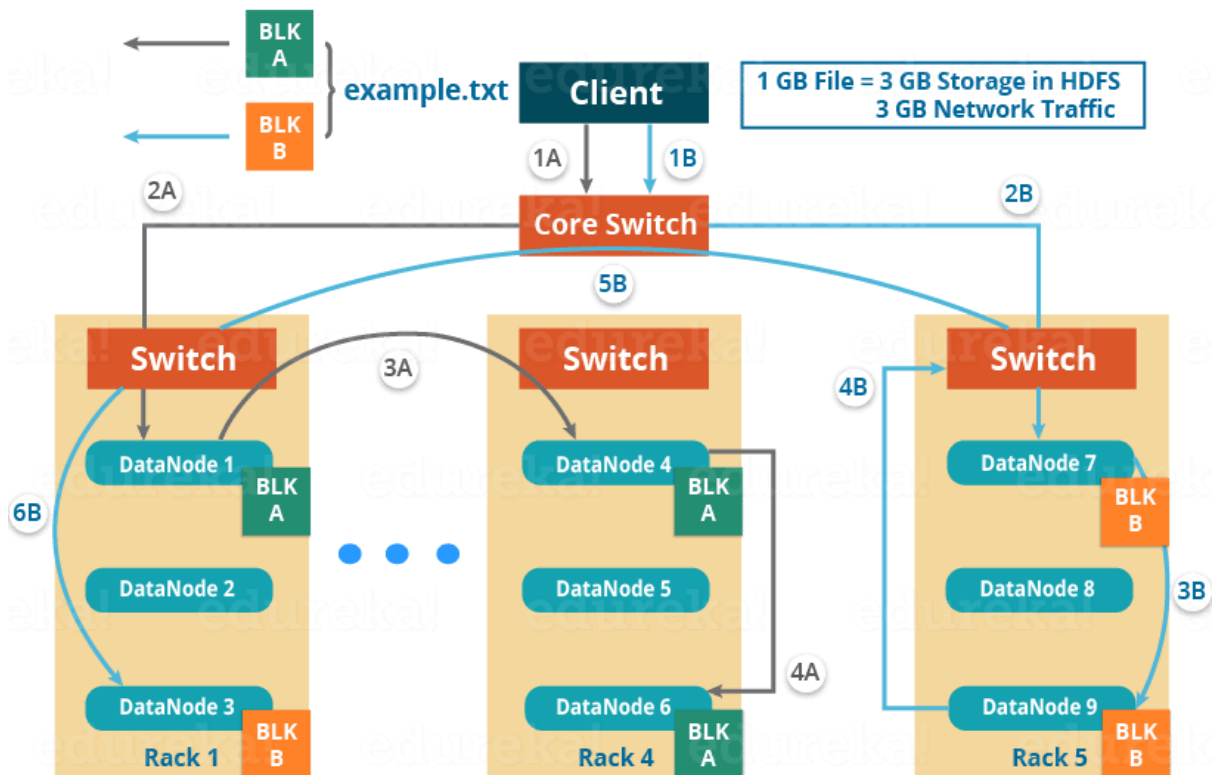 BLK
A
example.txt
BLK
B
Client
1 GB File = 3 GB Storage in HDFS
3 GB Network Traffic
1A
1B
2A
2B
Core Switch
5B
Switch
Switch
Switch
3A
4B
DataNode 1
DataNode 4
DataNode 7
BLK
A
BLK
A
BLK
B
6B
DataNode 2
DataNode 5
DataNode 8
3B
4A
DataNode 3
DataNode 6
DataNode 9
BLK
B
BLK
A
BLK
B
Rack 1
Rack 4
Rack 5
edureka!